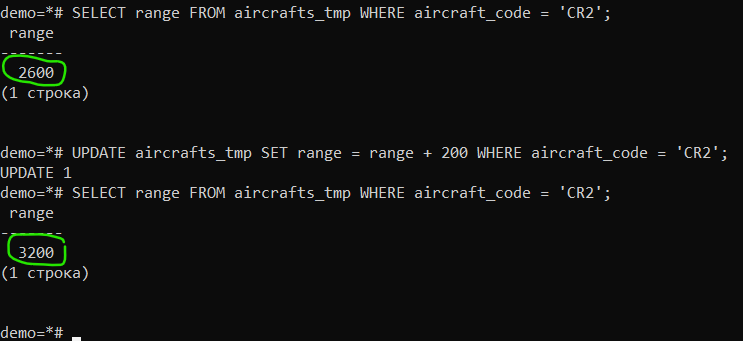 demo=*# SELECT range FROM aircrafts_tmp WHERE aircraft_code = 'CR2';
range
-------
2600
(1 строка)
demo=*# UPDATE aircrafts_tmp SET range = range + 200 WHERE aircraft_code = 'CR2';
UPDATE 1
demo=*# SELECT range FROM aircrafts_tmp WHERE aircraft_code = 'CR2';
range
-------
3200
(1 строка)
demo=*#